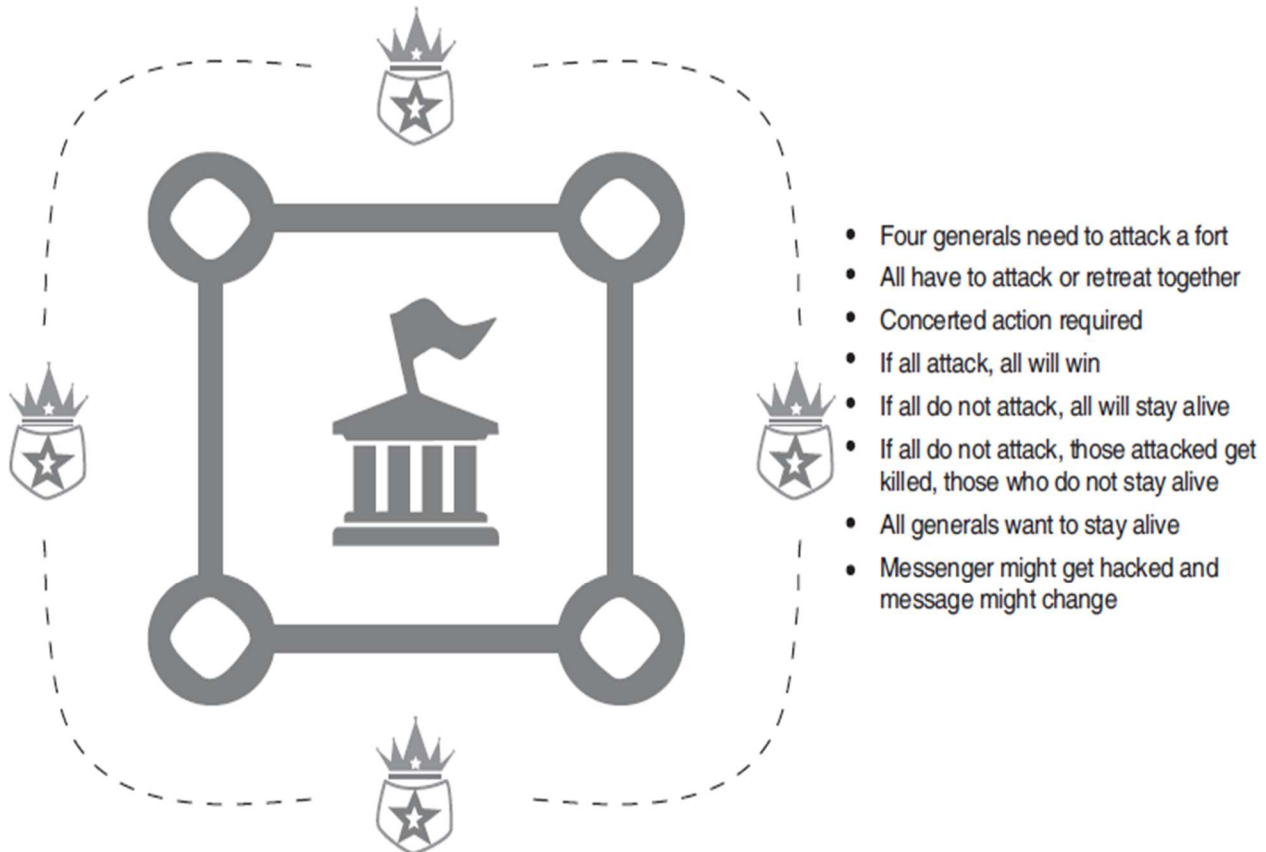 • Four generals need to attack a fort
• All have to attack or retreat together
• Concerted action required
• If all attack, all will win
• If all do not attack, all will stay alive
• If all do not attack, those attacked get
killed, those who do not stay alive
• All generals want to stay alive
• Messenger might get hacked and
message might change